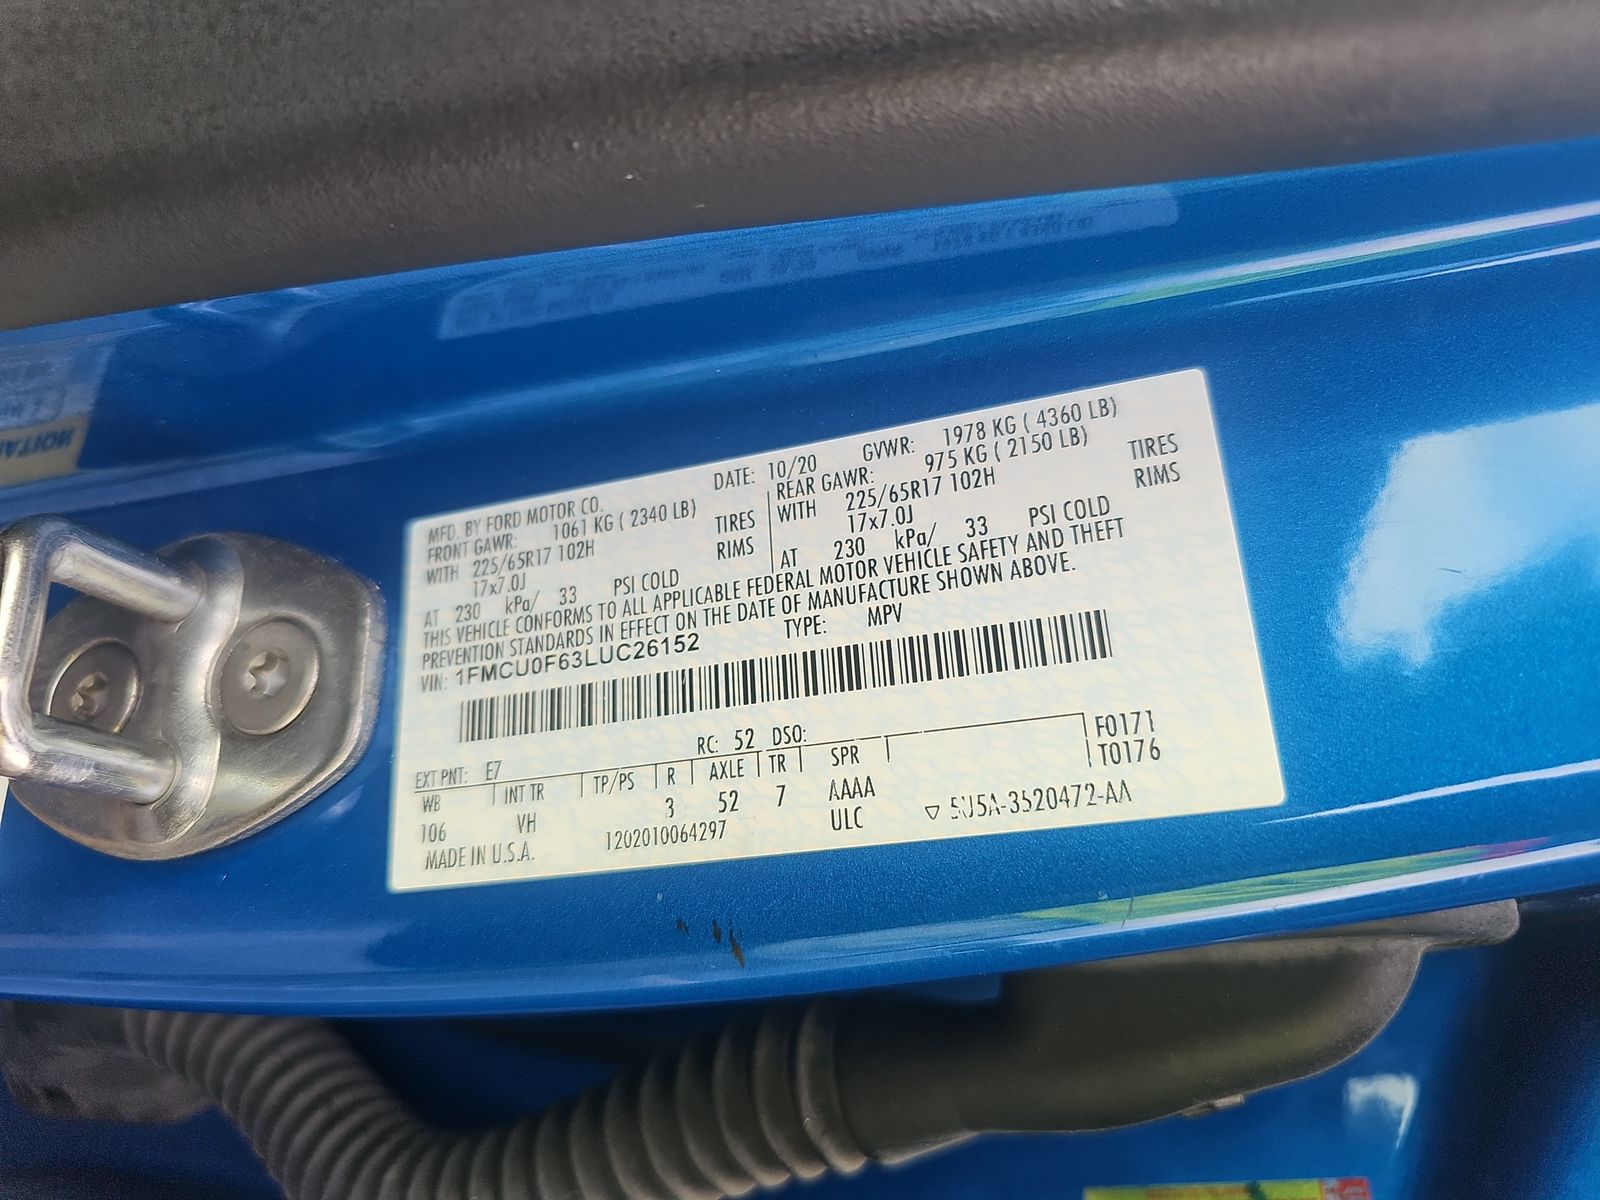 MFD. BY FORD MOTOR CO. DATE: 10/20 GVWR: 1978 KG ( 4360 LB)
FRONT GAWR: 1061 KG ( 2340 LB) REAR GAWR: 975 KG ( 2150 LB)
WITH 225/65R17 102H TIRES WITH 225/65R17 102H TIRES
17x7.0J RIMS 17x7.0J RIMS
AT 230 kPa/ 33 PSI COLD AT 230 kPa/ 33 PSI COLD
THIS VEHICLE CONFORMS TO ALL APPLICABLE FEDERAL MOTOR VEHICLE SAFETY AND THEFT
PREVENTION STANDARDS IN EFFECT ON THE DATE OF MANUFACTURE SHOWN ABOVE.
VIN: 1FMCU0F63LUC26152 TYPE: MPV
EXT PNT: E7 RC: 52 DSO: F0171
WB INT TR TP/PS R AXLE TR SPR T0176
106 VH 3 52 7 AAAA
MADE IN U.S.A. 1202010064297 ULC ▽ 5U5A-3520472-AA